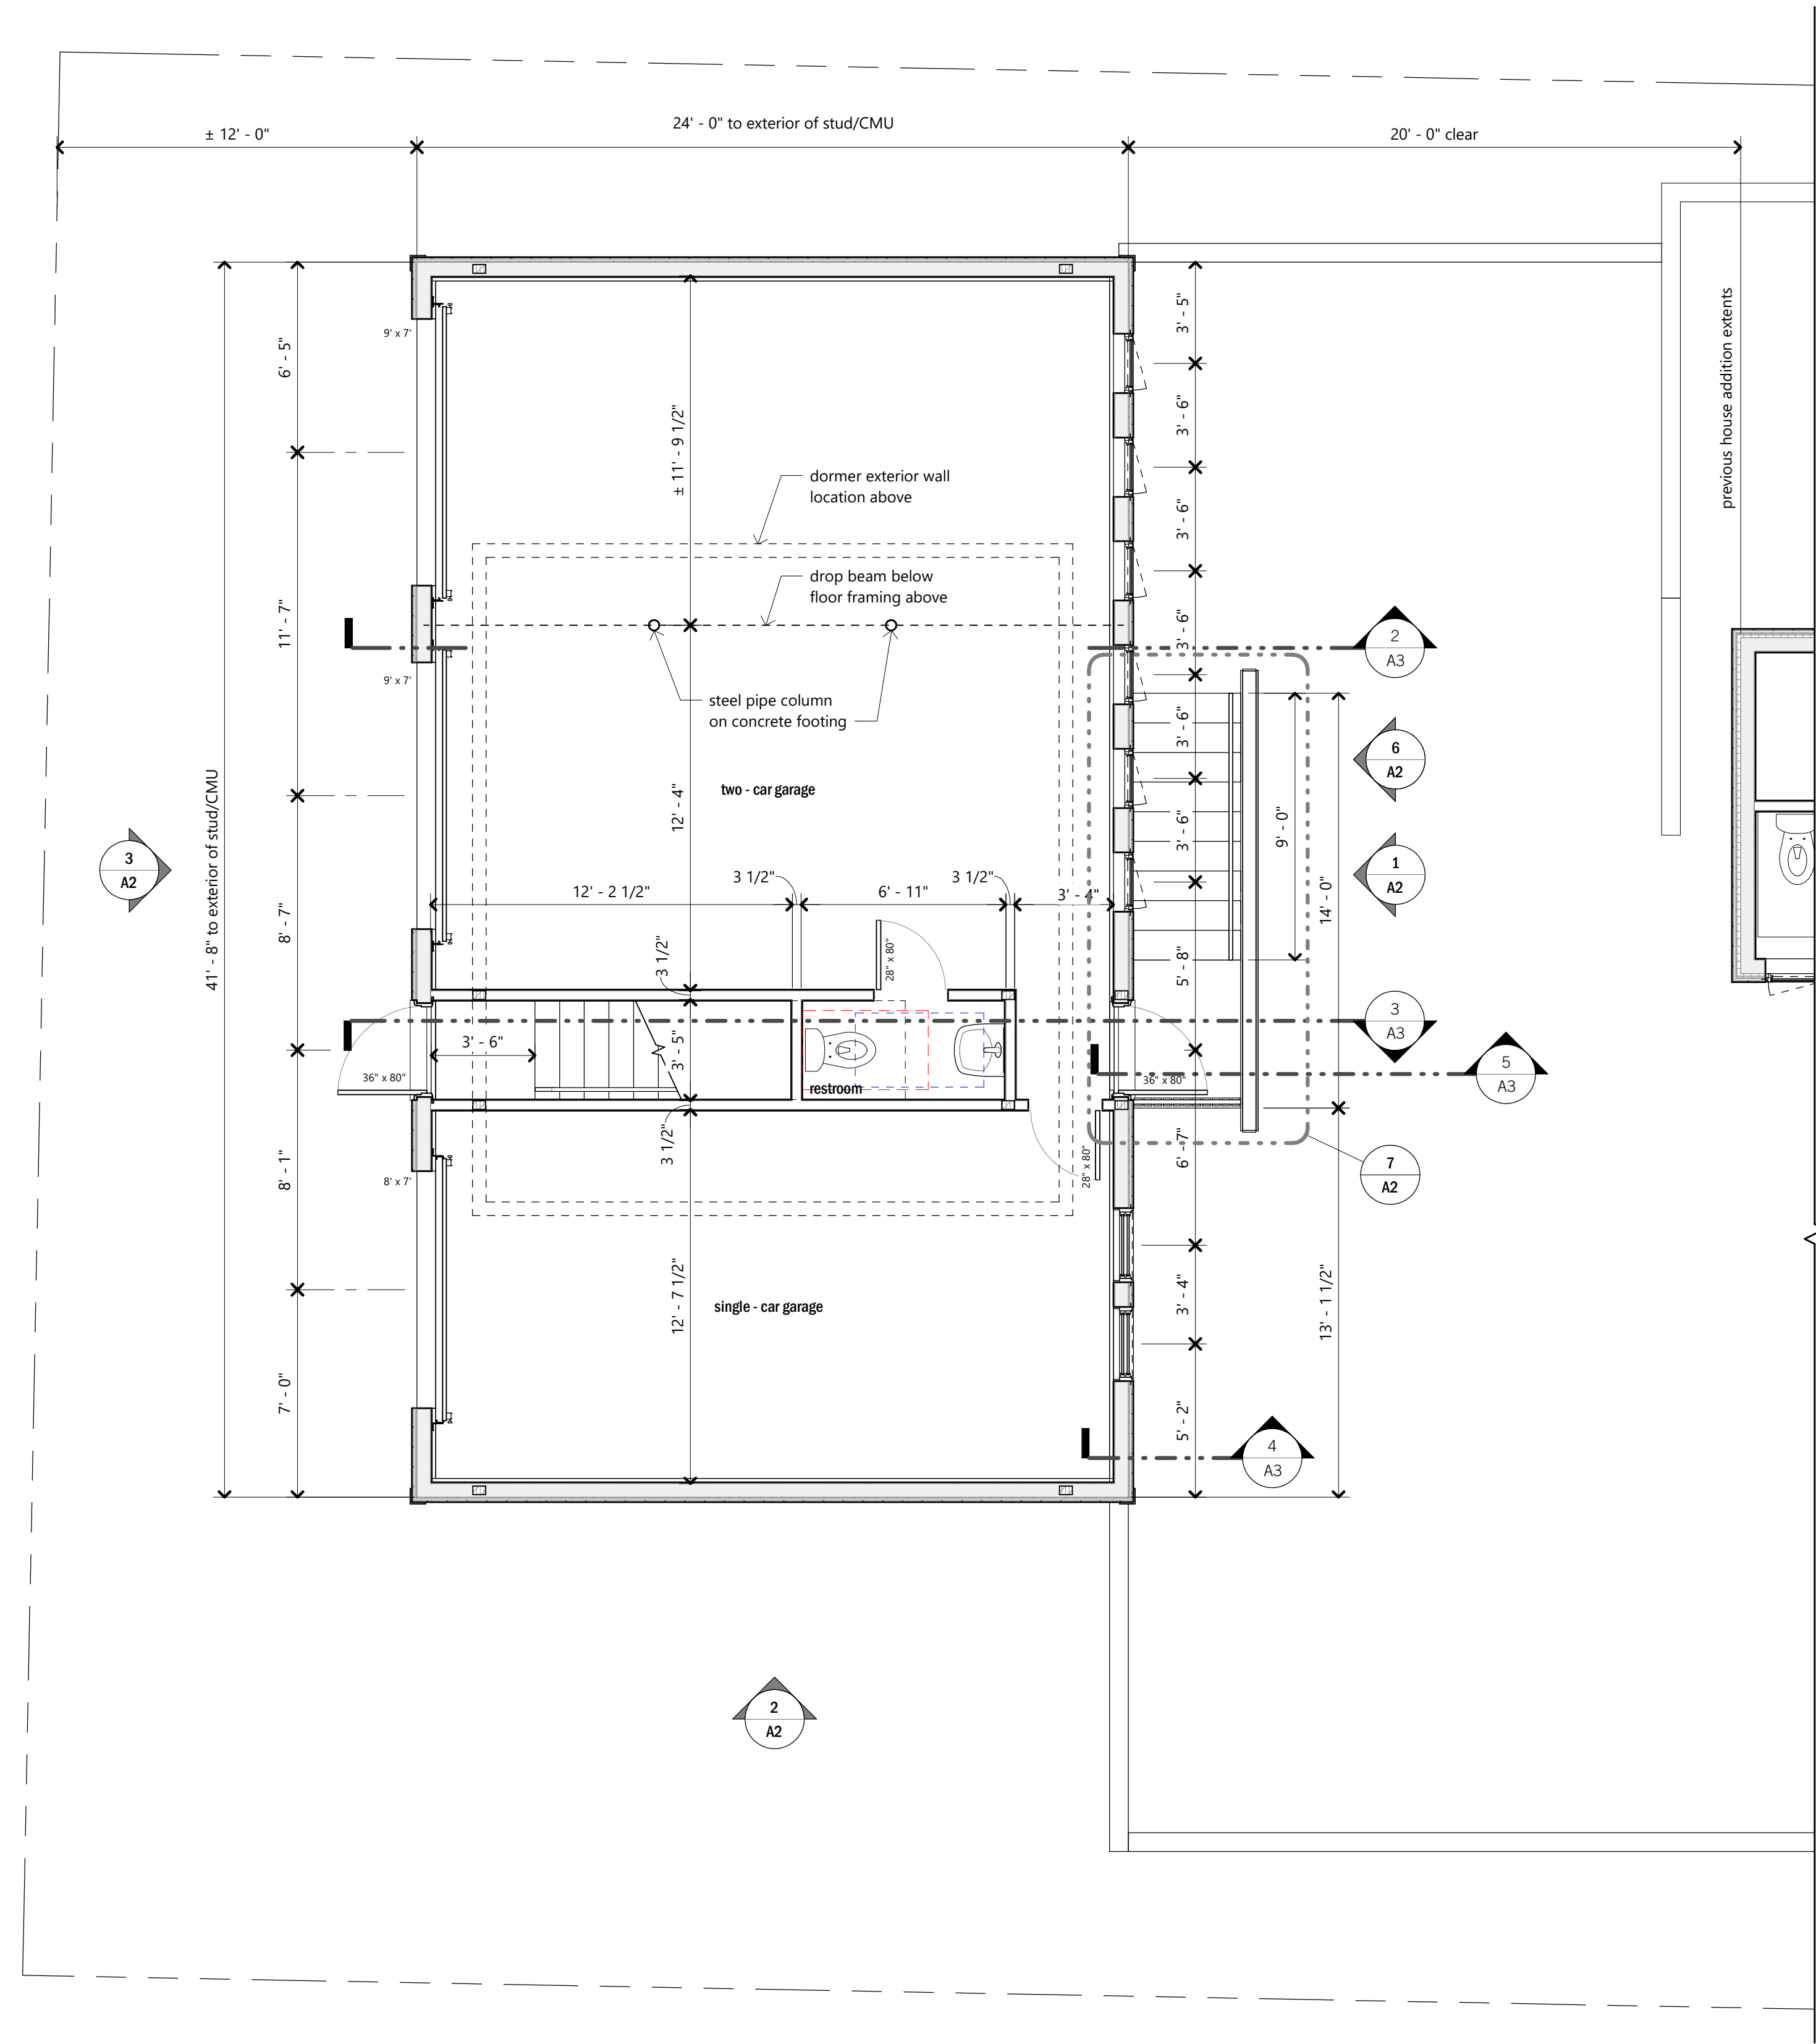 24' - 0" to exterior of stud/CMU
± 12' - 0"
20' - 0" clear
previous house addition extents
3' - 5"
9' x 7'
6' - 5"
3' - 6"
± 11' - 9 1/2"
dormer exterior wall
location above
3' - 6"
drop beam below
floor framing above
11' - 7"
3' - 6"
2
A3
9' x 7'
steel pipe column
on concrete footing
3' - 6"
6
A2
two - car garage
12' - 4"
9' - 0"
3' - 6"
41' - 8" to exterior of stud/CMU
3
A2
1
A2
8' - 7"
12' - 2 1/2"
3 1/2"
6' - 11"
3 1/2"
3' - 4"
14' - 0"
3 1/2"
28" x 80"
5' - 8"
3
A3
3' - 6"
3' - 5"
5
A3
36" x 80"
restroom
36" x 80"
3 1/2"
6' - 7"
28" x 80"
8' - 1"
8' x 7'
7
A2
12' - 7 1/2"
single - car garage
3' - 4"
13' - 1 1/2"
7' - 0"
5' - 2"
4
A3
2
A2